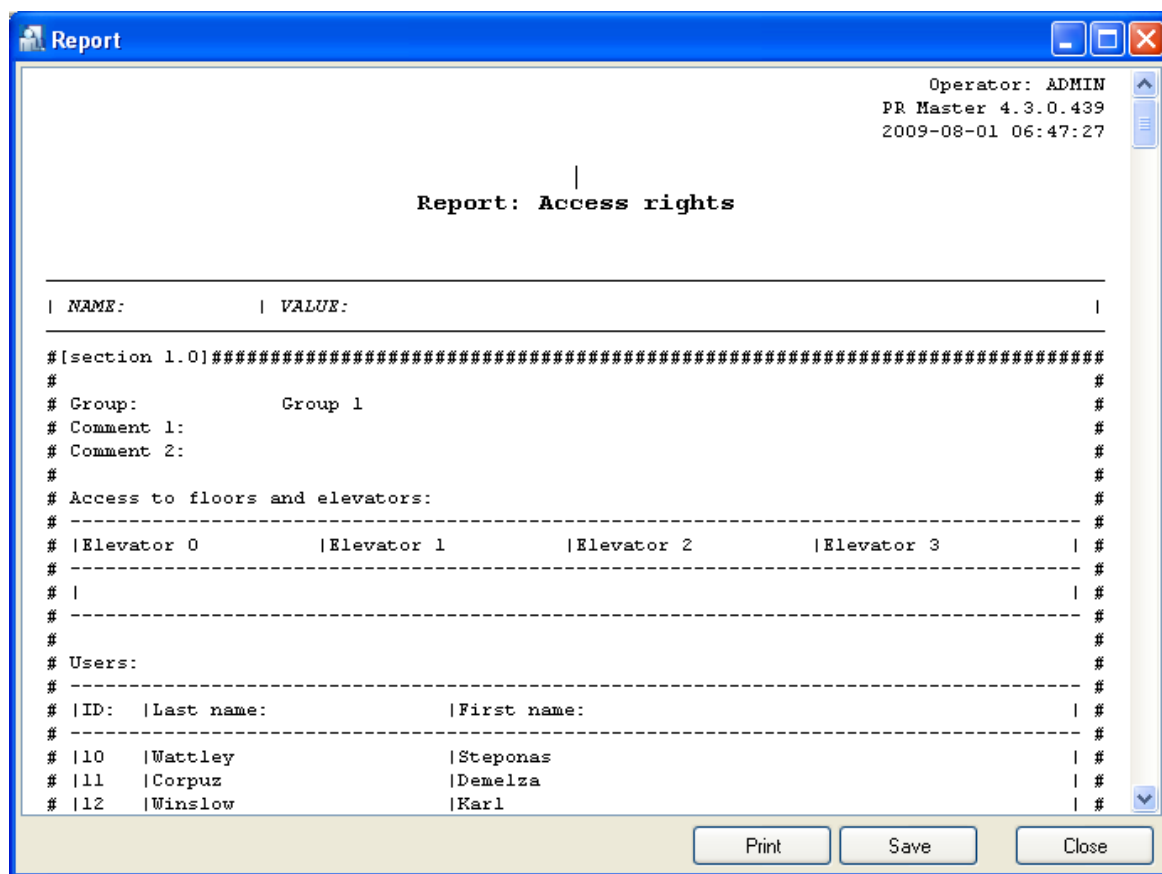 Report
Operator: ADMIN
PR Master 4.3.0.439
2009-08-01 06:47:27
Report: Access rights
| NAME: | VALUE: |
#[section 1.0]############################################################################
# #
# Group: Group 1 #
# Comment 1: #
# Comment 2: #
# #
# Access to floors and elevators: #
# -------------------------------------------------------------------------------------- #
# |Elevator 0 |Elevator 1 |Elevator 2 |Elevator 3 | #
# -------------------------------------------------------------------------------------- #
# | | #
# -------------------------------------------------------------------------------------- #
# #
# Users: #
# -------------------------------------------------------------------------------------- #
# |ID: |Last name: |First name: | #
# -------------------------------------------------------------------------------------- #
# |10 |Wattley |Steponas | #
# |11 |Corpuz |Demelza | #
# |12 |Winslow |Karl | #
Print Save Close